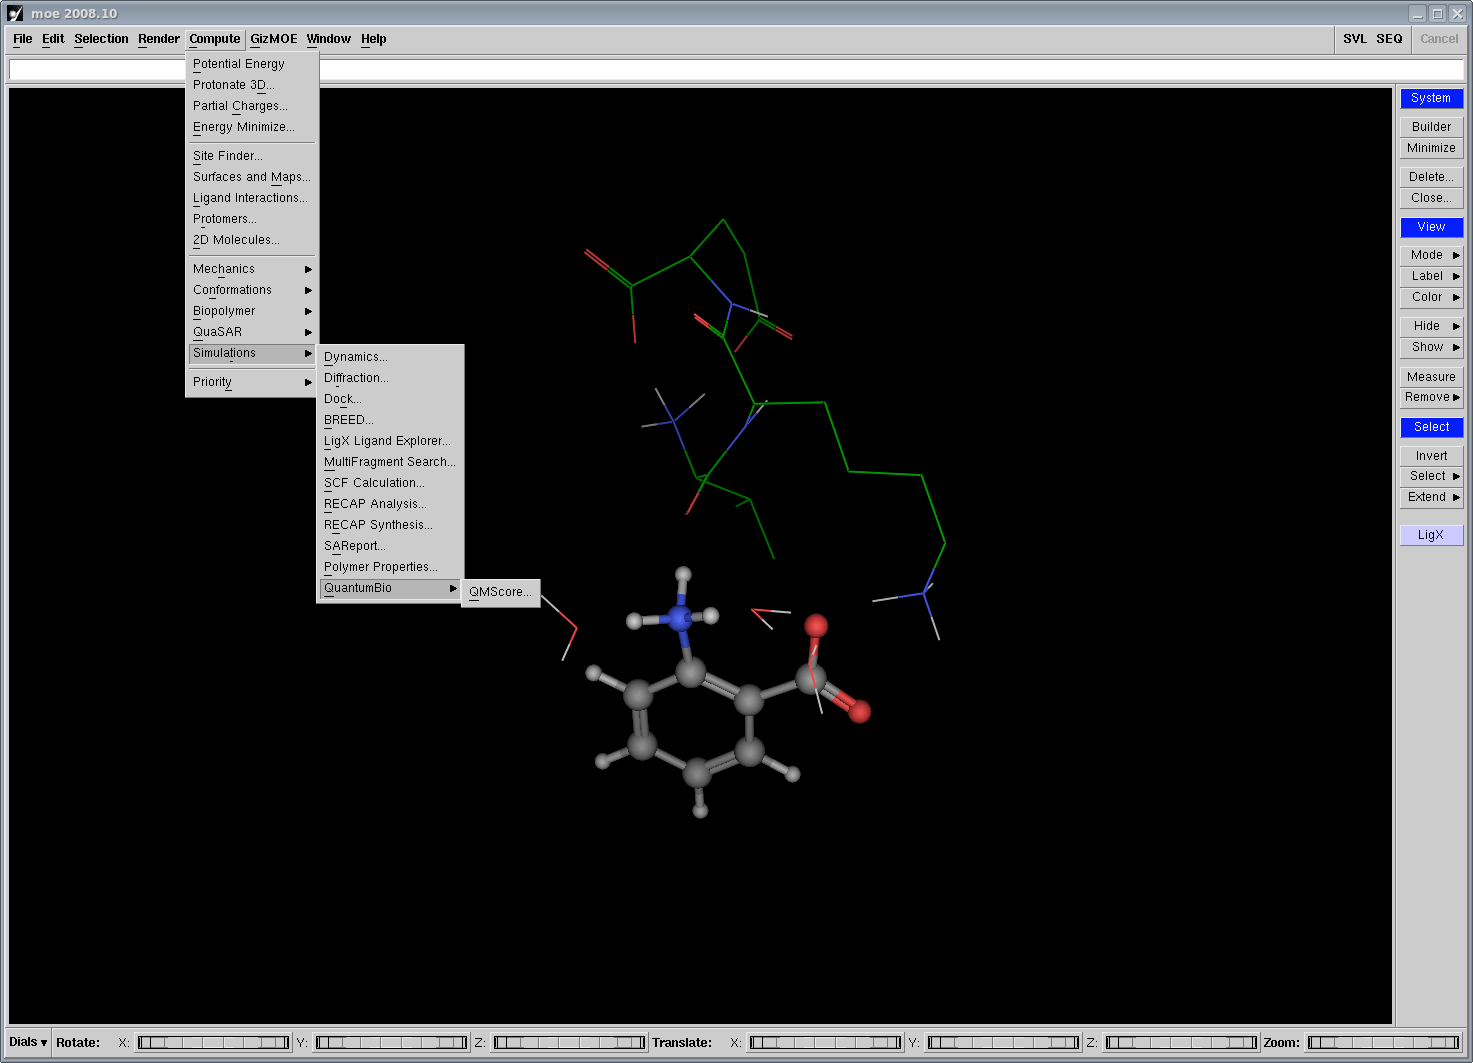 moe 2008.10
File Edit Selection Render Compute GizMOE Window Help SVL SEQ Cancel
Potential Energy
Protonate 3D...
Partial Charges...
Energy Minimize...
Site Finder...
Surfaces and Maps...
Ligand Interactions...
Protomers...
2D Molecules...
Mechanics
Conformations
Biopolymer
QuaSAR
Simulations
Priority
Dynamics...
Diffraction...
Dock...
BREED...
LigX Ligand Explorer...
MultiFragment Search...
SCF Calculation...
RECAP Analysis...
RECAP Synthesis...
SAReport...
Polymer Properties...
QuantumBio
QMScore...
System
Builder
Minimize
Delete...
Close...
View
Mode
Label
Color
Hide
Show
Measure
Remove
Select
Invert
Select
Extend
LigX
Dials Rotate: X: Y: Z: Translate: X: Y: Z: Zoom: